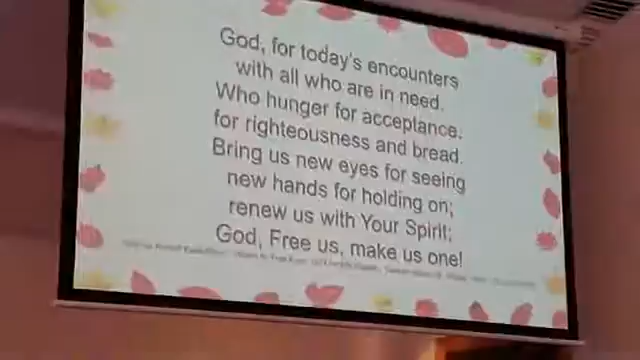 God, for today's encounters
with all who are in need.
Who hunger for acceptance.
for righteousness and bread.
Bring us new eyes for seeing
new hands for holding on;
renew us with Your Spirit;
God, Free us, make us one!